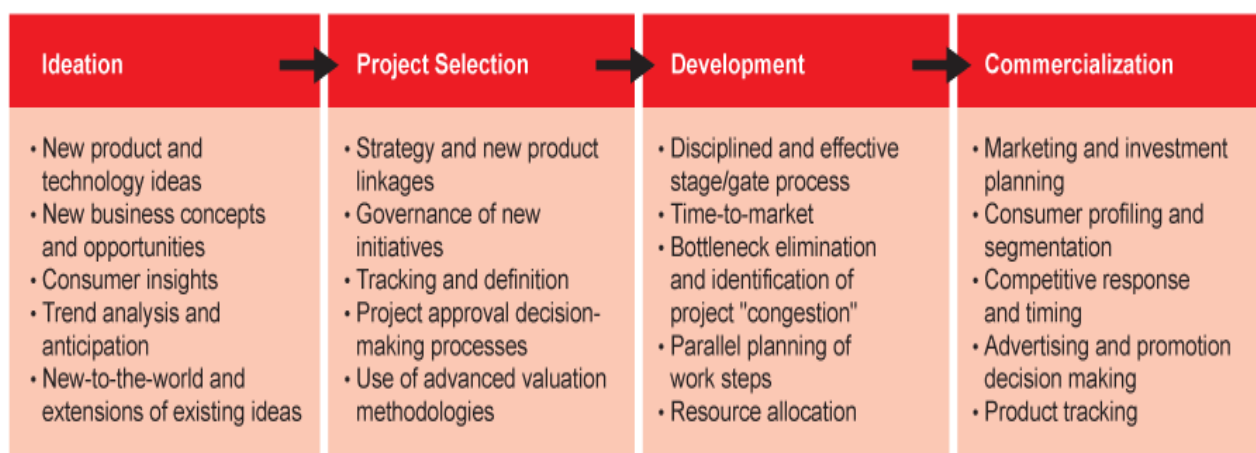 Ideation
• New product and
technology ideas
• New business concepts
and opportunities
• Consumer insights
• Trend analysis and
anticipation
• New-to-the-world and
extensions of existing ideas
Project Selection
• Strategy and new product
linkages
• Governance of new
initiatives
• Tracking and definition
• Project approval decision-
making processes
• Use of advanced valuation
methodologies
Development
• Disciplined and effective
stage/gate process
• Time-to-market
• Bottleneck elimination
and identification of
project "congestion"
• Parallel planning of
work steps
• Resource allocation
Commercialization
• Marketing and investment
planning
• Consumer profiling and
segmentation
• Competitive response
and timing
• Advertising and promotion
decision making
• Product tracking